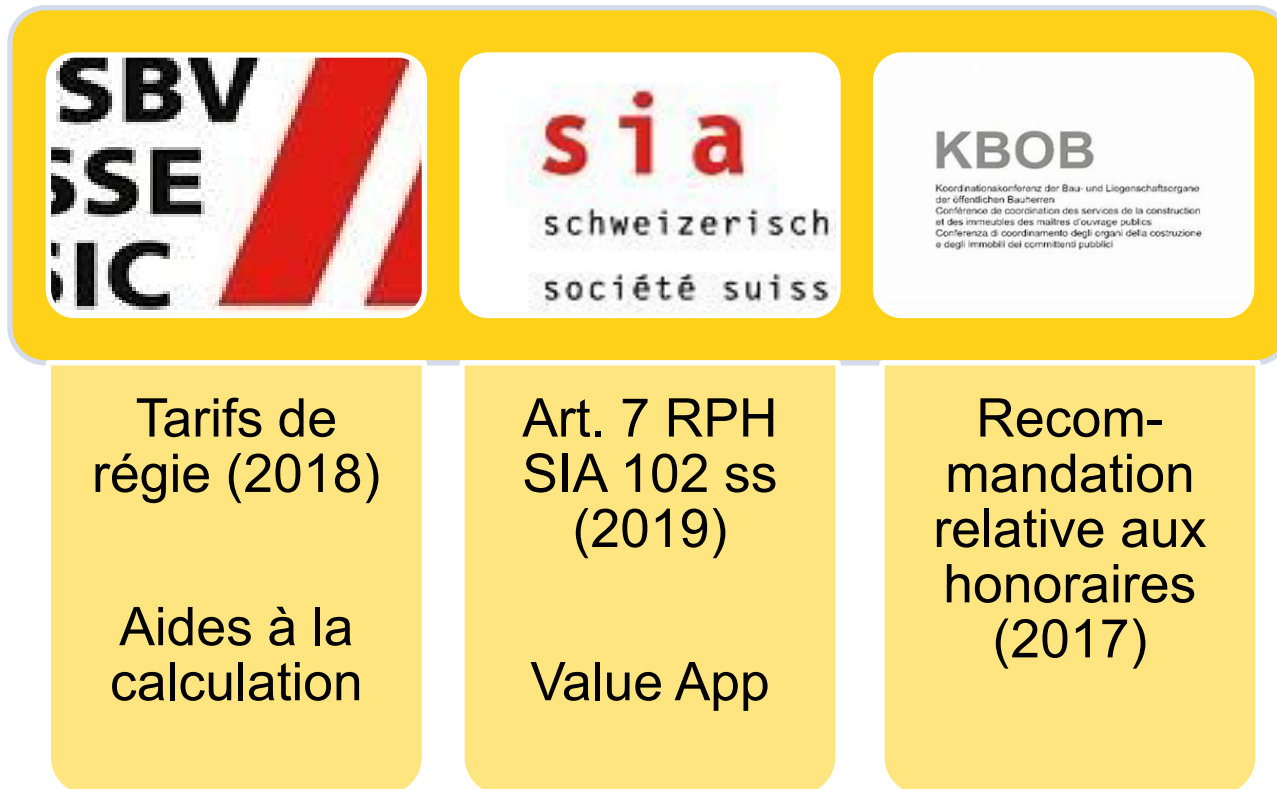 SBV
SSE
SIC
sia
schweizerisch
société suiss
KBOB
Koordinationskonferenz der Bau- und Liegenschaftsorgane
der öffentlichen Bauherren
Conférence de coordination des services de la construction
et des immeubles des maîtres d'ouvrage publics
Conferenza di coordinamento degli organi della costruzione
e degli immobili dei committenti pubblici
Tarifs de
régie (2018)
Aides à la
calculation
Art. 7 RPH
SIA 102 ss
(2019)
Value App
Recom-
mandation
relative aux
honoraires
(2017)